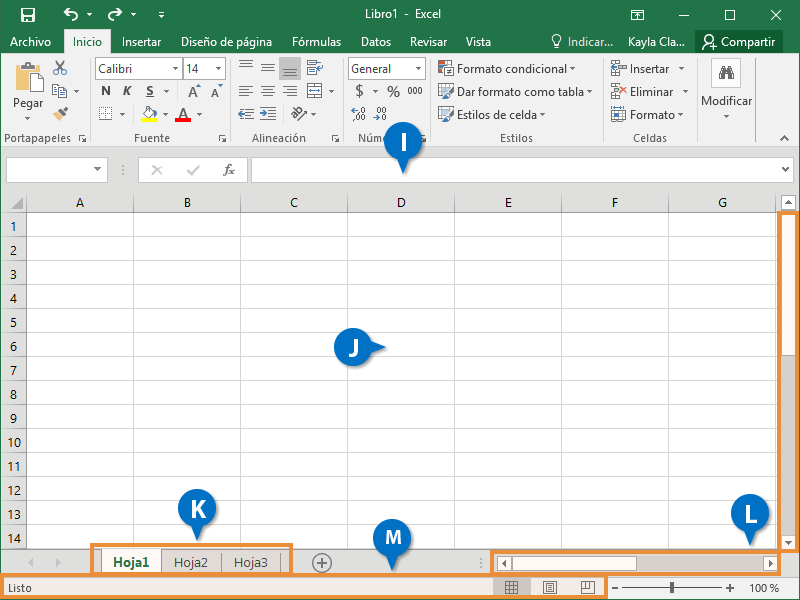 Libro1 - Excel
Archivo Inicio Insertar Diseño de página Fórmulas Datos Revisar Vista Indicar... Kayla Cla... Compartir
Pegar Calibri 14 General Formato condicional Insertar Modificar
N K S A A $ % 000 Dar formato como tabla Eliminar
A Estilos de celda Formato
Portapapeles Fuente Alineación Núm Estilos Celdas
I
fx
A B C D E F G
1
2
3
4
5
6
J
7
8
9
10
11
12
13
14
K
L
M
Hoja1 Hoja2 Hoja3
Listo 100 %